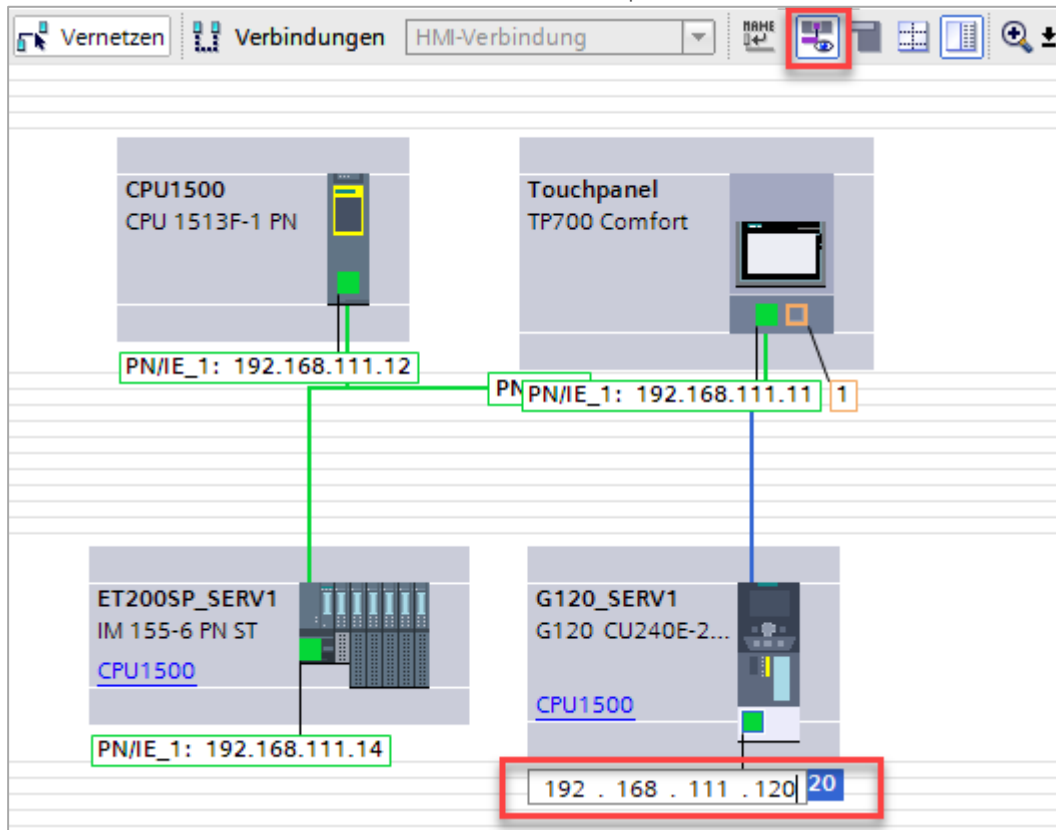 Vernetzen Verbindungen HMI-Verbindung NAME
CPU1500
CPU 1513F-1 PN
Touchpanel
TP700 Comfort
PN/IE_1: 192.168.111.12
PN
PN/IE_1: 192.168.111.11
1
ET200SP_SERV1
IM 155-6 PN ST
CPU1500
G120_SERV1
G120 CU240E-2...
CPU1500
PN/IE_1: 192.168.111.14
192 . 168 . 111 .120 20